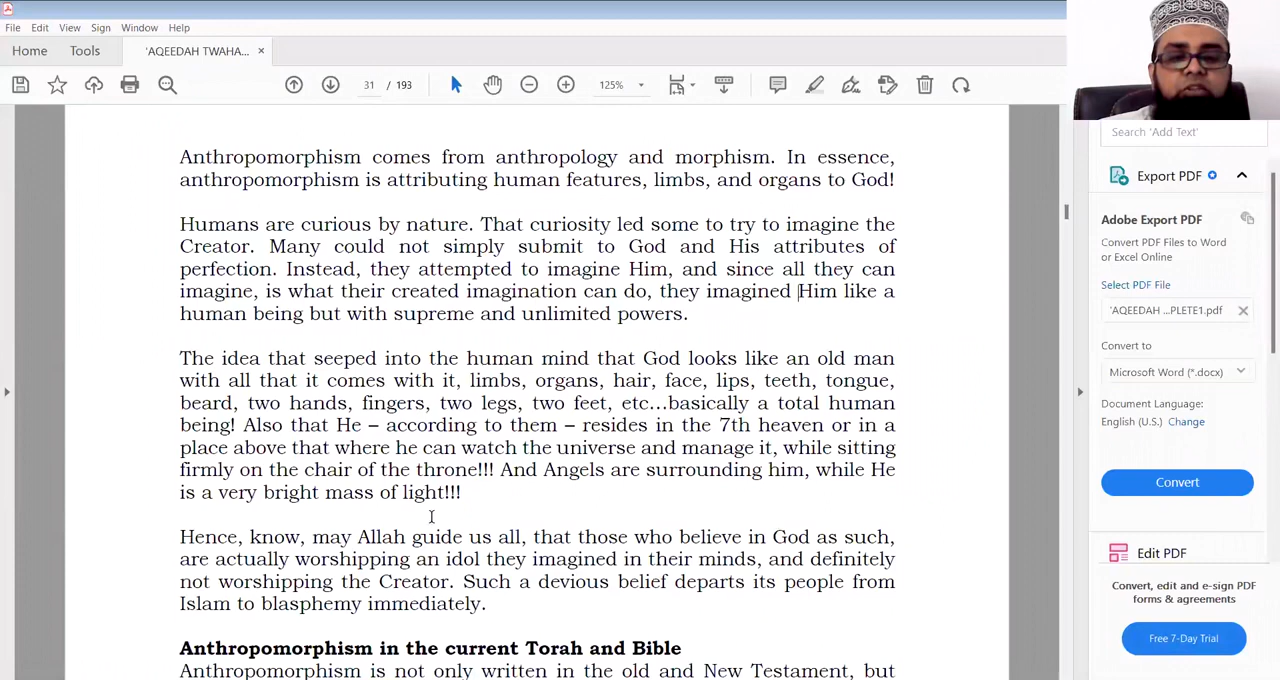 File Edit View Sign Window Help
Home Tools 'AQEEDAH TWAHA... ×
31 / 193 125%
Anthropomorphism comes from anthropology and morphism. In essence,
anthropomorphism is attributing human features, limbs, and organs to God!
Humans are curious by nature. That curiosity led some to try to imagine the
Creator. Many could not simply submit to God and His attributes of
perfection. Instead, they attempted to imagine Him, and since all they can
imagine, is what their created imagination can do, they imagined Him like a
human being but with supreme and unlimited powers.
The idea that seeped into the human mind that God looks like an old man
with all that it comes with it, limbs, organs, hair, face, lips, teeth, tongue,
beard, two hands, fingers, two legs, two feet, etc...basically a total human
being! Also that He – according to them – resides in the 7th heaven or in a
place above that where he can watch the universe and manage it, while sitting
firmly on the chair of the throne!!! And Angels are surrounding him, while He
is a very bright mass of light!!!
Hence, know, may Allah guide us all, that those who believe in God as such,
are actually worshipping an idol they imagined in their minds, and definitely
not worshipping the Creator. Such a devious belief departs its people from
Islam to blasphemy immediately.
Anthropomorphism in the current Torah and Bible
Anthropomorphism is not only written in the old and New Testament, but
Search 'Add Text'
Export PDF
Adobe Export PDF
Convert PDF Files to Word
or Excel Online
Select PDF File
'AQEEDAH ...PLETE1.pdf
Convert to
Microsoft Word (*.docx)
Document Language:
English (U.S.) Change
Convert
Edit PDF
Convert, edit and e-sign PDF
forms & agreements
Free 7-Day Trial